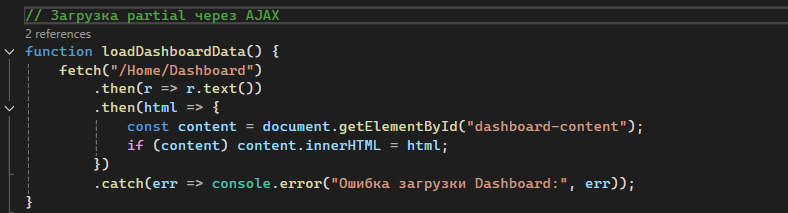 // Загрузка partial через AJAX
2 references
function loadDashboardData() {
    fetch("/Home/Dashboard")
        .then(r => r.text())
        .then(html => {
            const content = document.getElementById("dashboard-content");
            if (content) content.innerHTML = html;
        })
        .catch(err => console.error("Ошибка загрузки Dashboard:", err));
}